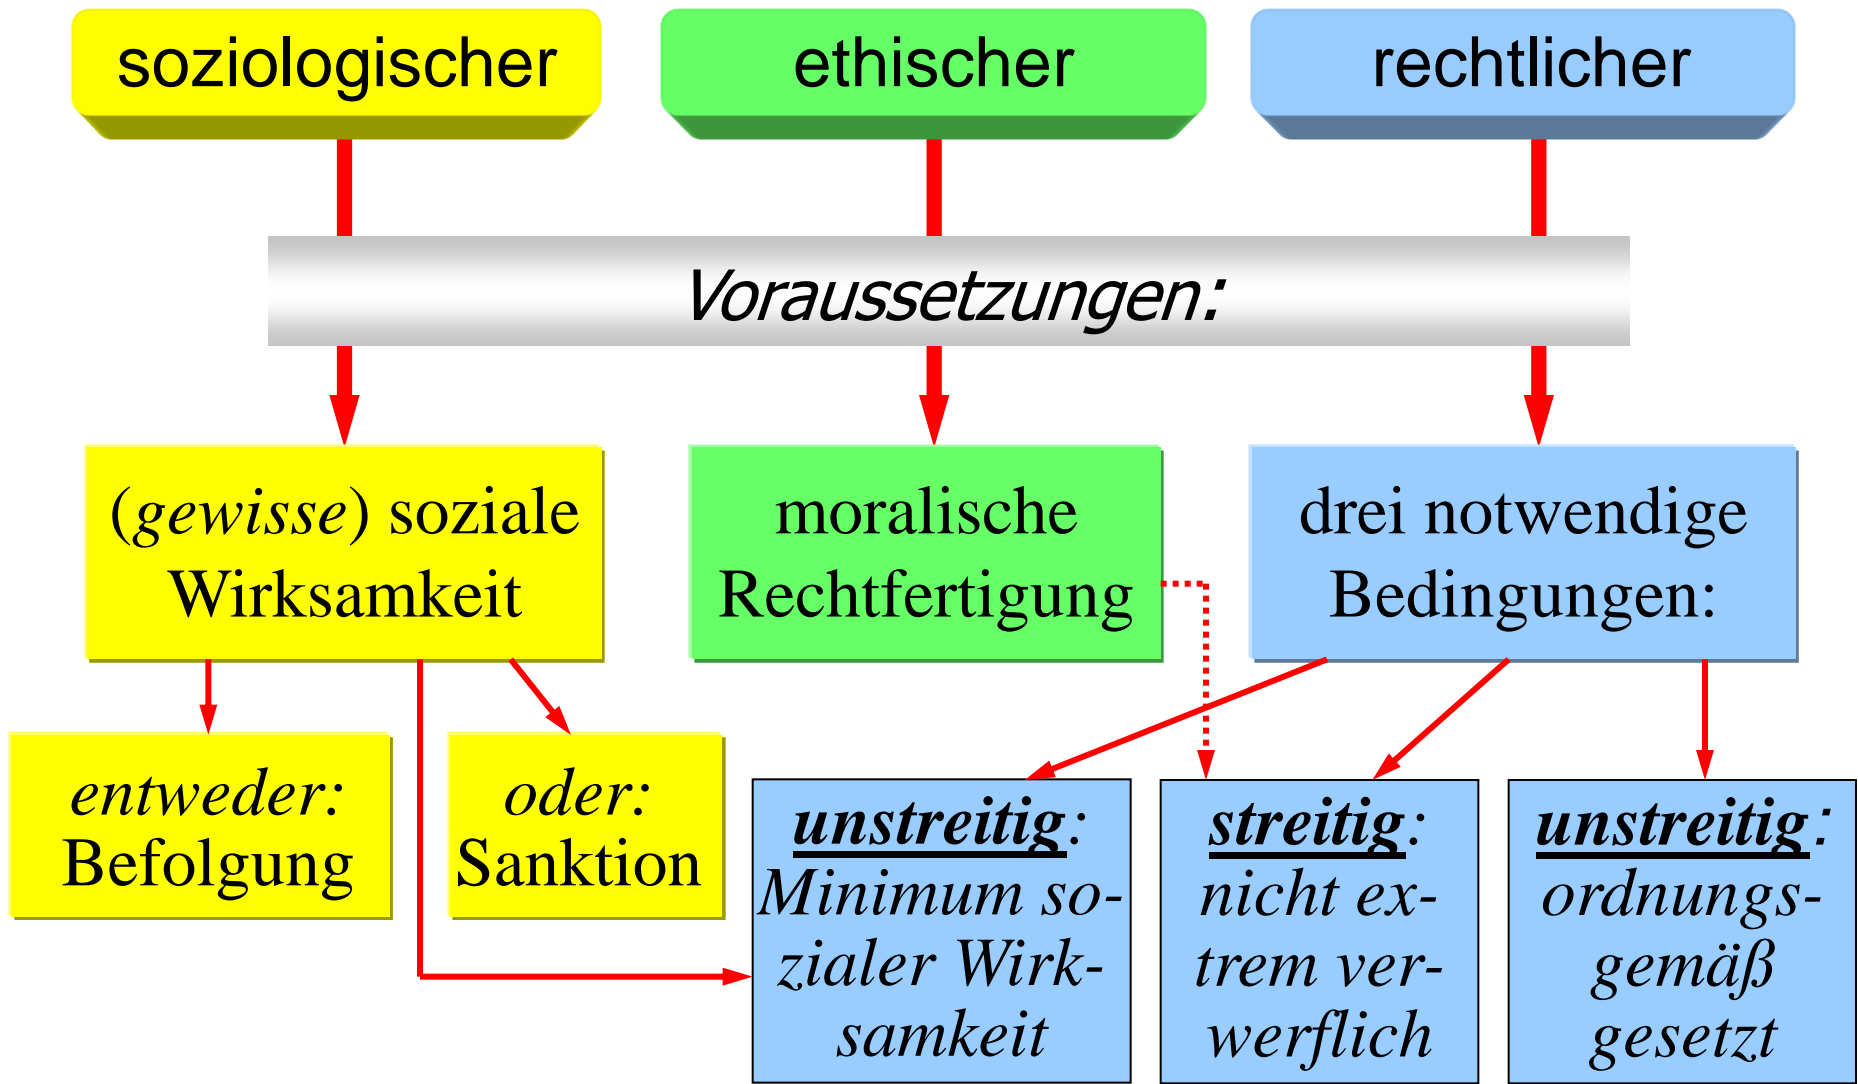 soziologischer
ethischer
rechtlicher
Voraussetzungen:
(gewisse) soziale
Wirksamkeit
moralische
Rechtfertigung
drei notwendige
Bedingungen:
entweder:
Befolgung
oder:
Sanktion
unstreitig:
Minimum so-
zialer Wirk-
samkeit
streitig:
nicht ex-
trem ver-
werflich
unstreitig:
ordnungs-
gemäß
gesetzt